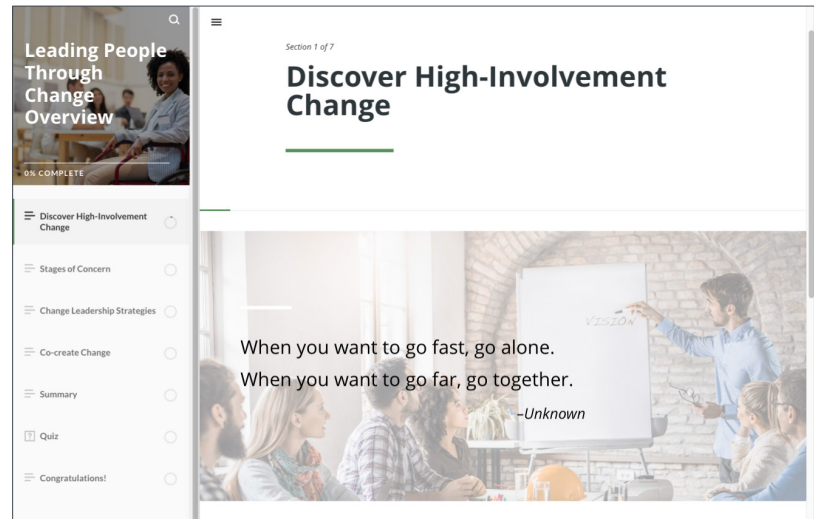 Leading People
Through
Change
Overview
0% COMPLETE
Discover High-Involvement
Change
Stages of Concern
Change Leadership Strategies
Co-create Change
Summary
? Quiz
Congratulations!
Section 1 of 7
Discover High-Involvement
Change
VISION
When you want to go fast, go alone.
When you want to go far, go together.
–Unknown